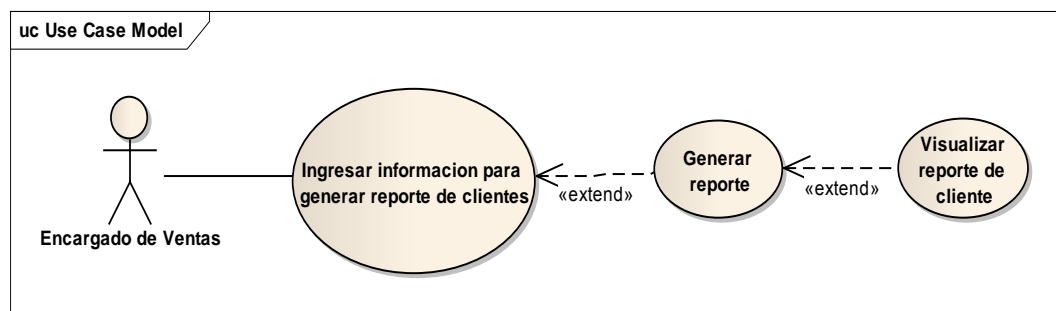 uc Use Case Model
Encargado de Ventas
Ingresar informacion para
generar reporte de clientes
«extend»
Generar
reporte
«extend»
Visualizar
reporte de
cliente